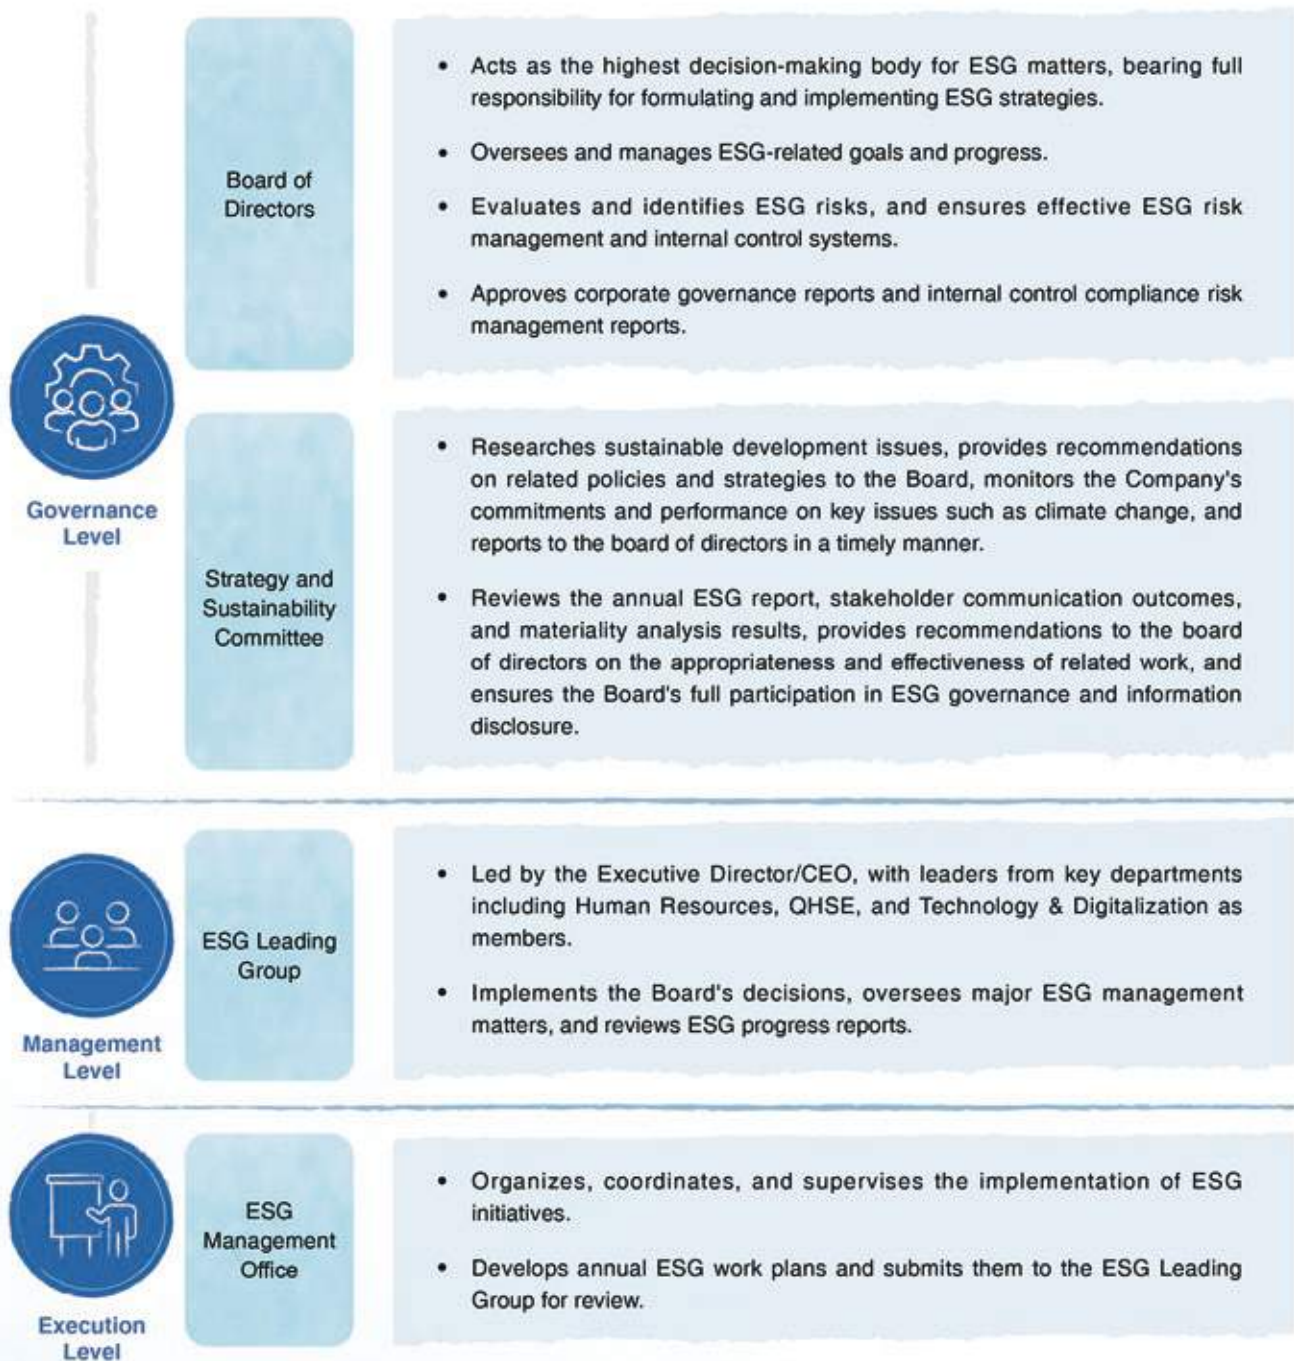 Board of
Directors
• Acts as the highest decision-making body for ESG matters, bearing full
responsibility for formulating and implementing ESG strategies.
• Oversees and manages ESG-related goals and progress.
• Evaluates and identifies ESG risks, and ensures effective ESG risk
management and internal control systems.
• Approves corporate governance reports and internal control compliance risk
management reports.
Governance
Level
Strategy and
Sustainability
Committee
• Researches sustainable development issues, provides recommendations
on related policies and strategies to the Board, monitors the Company's
commitments and performance on key issues such as climate change, and
reports to the board of directors in a timely manner.
• Reviews the annual ESG report, stakeholder communication outcomes,
and materiality analysis results, provides recommendations to the board
of directors on the appropriateness and effectiveness of related work, and
ensures the Board's full participation in ESG governance and information
disclosure.
Management
Level
ESG Leading
Group
• Led by the Executive Director/CEO, with leaders from key departments
including Human Resources, QHSE, and Technology & Digitalization as
members.
• Implements the Board's decisions, oversees major ESG management
matters, and reviews ESG progress reports.
Execution
Level
ESG
Management
Office
• Organizes, coordinates, and supervises the implementation of ESG
initiatives.
• Develops annual ESG work plans and submits them to the ESG Leading
Group for review.